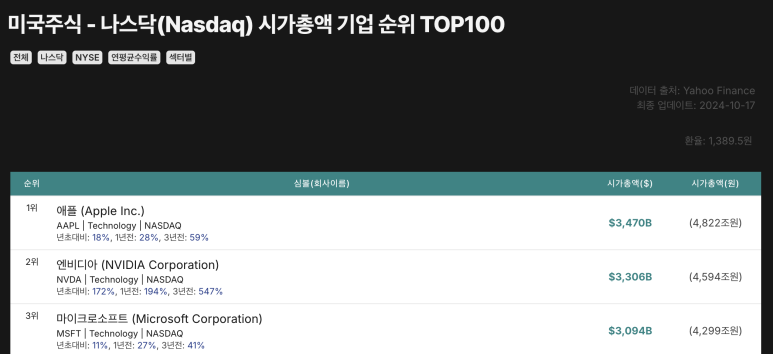 미국주식 - 나스닥(Nasdaq) 시가총액 기업 순위 TOP100
전체 나스닥 NYSE 연평균수익률 섹터별
데이터 출처: Yahoo Finance
최종 업데이트: 2024-10-17
환율: 1,389.5원
순위 심볼(회사이름) 시가총액($) 시가총액(원)
1위 애플 (Apple Inc.) $3,470B (4,822조원)
AAPL | Technology | NASDAQ
년초대비: 18%, 1년전: 28%, 3년전: 59%
2위 엔비디아 (NVIDIA Corporation) $3,306B (4,594조원)
NVDA | Technology | NASDAQ
년초대비: 172%, 1년전: 194%, 3년전: 547%
3위 마이크로소프트 (Microsoft Corporation) $3,094B (4,299조원)
MSFT | Technology | NASDAQ
년초대비: 11%, 1년전: 27%, 3년전: 41%